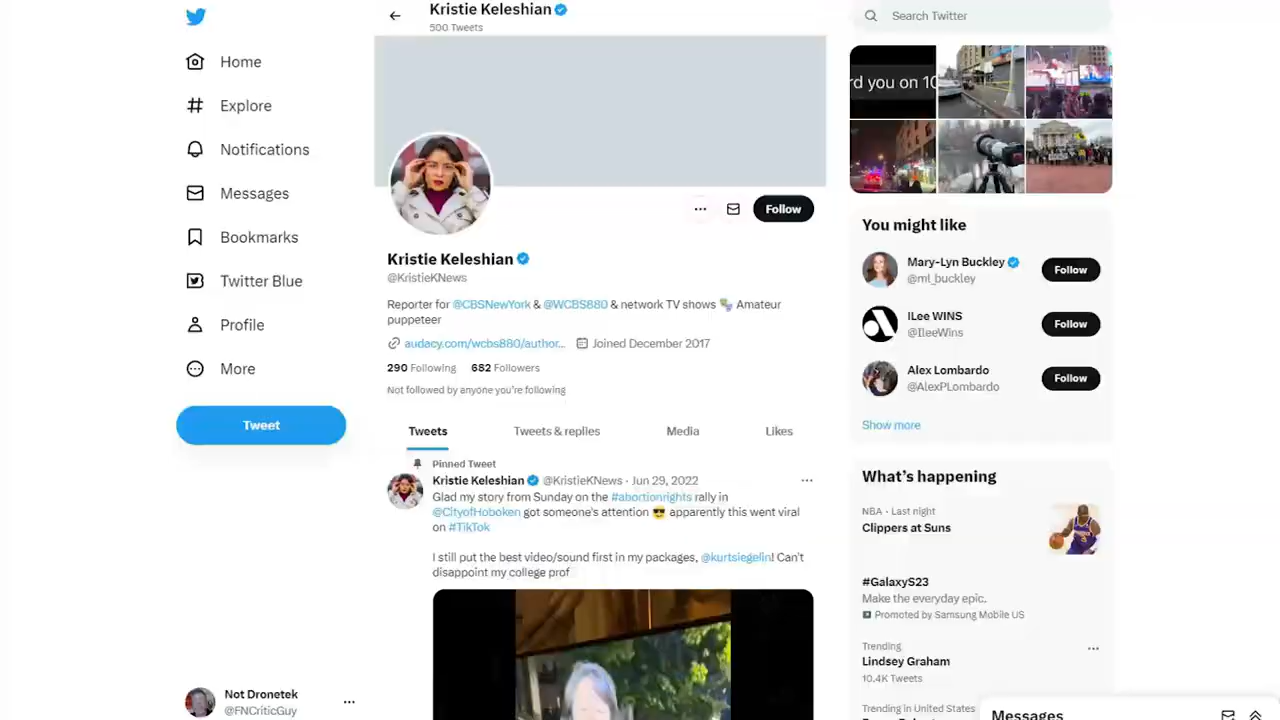 Home
Explore
Notifications
Messages
Bookmarks
Twitter Blue
Profile
More
Tweet
Not Dronetek
@FNCriticGuy
Kristie Keleshian
500 Tweets
Follow
Kristie Keleshian
@KristieKNews
Reporter for @CBSNewYork & @WCBS880 & network TV shows Amateur
puppeteer
audacy.com/wcbs880/author... Joined December 2017
290 Following 682 Followers
Not followed by anyone you're following
Tweets Tweets & replies Media Likes
Pinned Tweet
Kristie Keleshian @KristieKNews · Jun 29, 2022
Glad my story from Sunday on the #abortionrights rally in
@CityofHoboken got someone's attention 😎 apparently this went viral
on #TikTok
I still put the best video/sound first in my packages, @kurtsiegelin! Can't
disappoint my college prof
Search Twitter
rd you on 10
You might like
Mary-Lyn Buckley
@ml_buckley
Follow
ILee WINS
@IleeWins
Follow
Alex Lombardo
@AlexPLombardo
Follow
Show more
What's happening
NBA · Last night
Clippers at Suns
#GalaxyS23
Make the everyday epic.
Promoted by Samsung Mobile US
Trending
Lindsey Graham
10.4K Tweets
Trending in United States
Messages